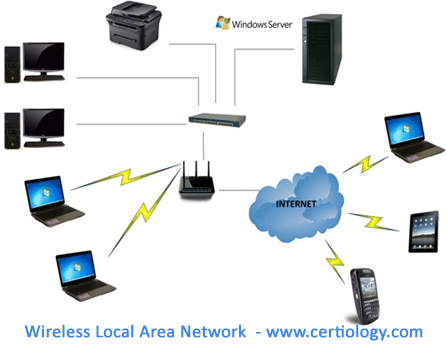 Windows Server
INTERNET
Wireless Local Area Network - www.certiology.com